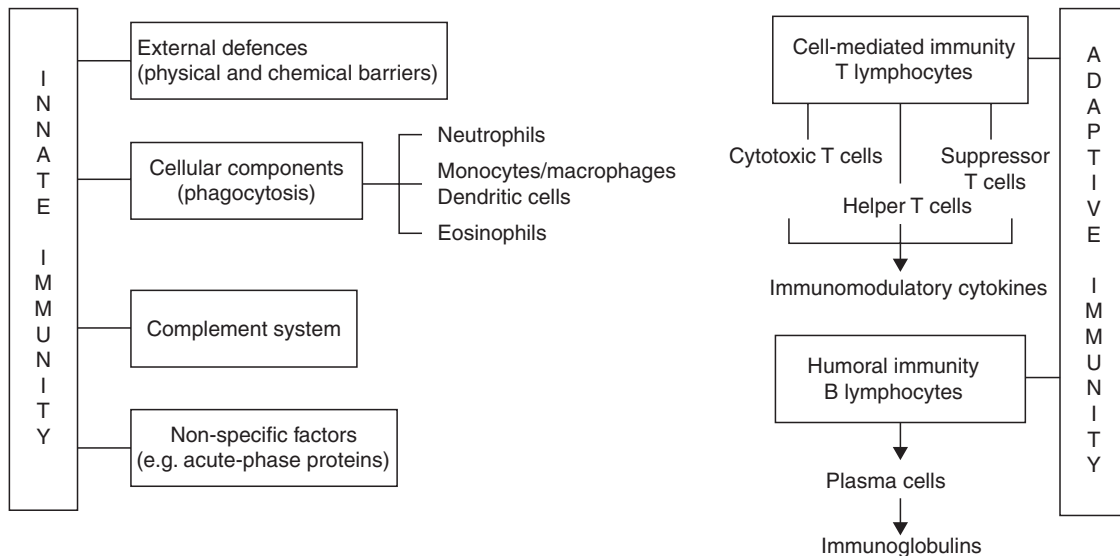 INNATE IMMUNITY
External defences
(physical and chemical barriers)
Cellular components
(phagocytosis)
Neutrophils
Monocytes/macrophages
Dendritic cells
Eosinophils
Complement system
Non-specific factors
(e.g. acute-phase proteins)
Cell-mediated immunity
T lymphocytes
Cytotoxic T cells
Suppressor
T cells
Helper T cells
Immunomodulatory cytokines
Humoral immunity
B lymphocytes
Plasma cells
Immunoglobulins
ADAPTIVE IMMUNITY